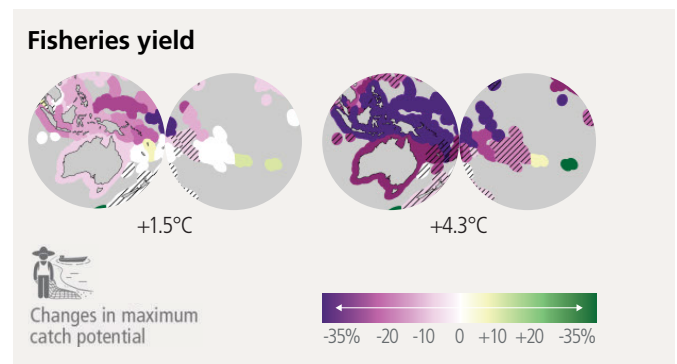 Fisheries yield
+1.5°C
+4.3°C
Changes in maximum
catch potential
-35% -20 -10 0 +10 +20 -35%